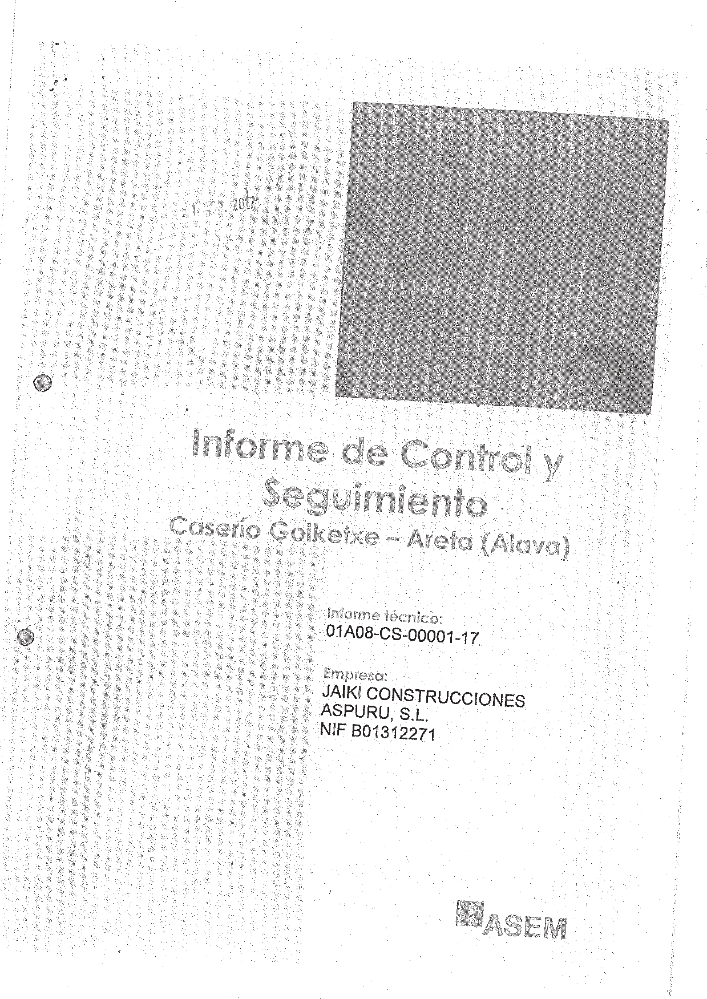 2017
Informe de Control y
Seguimiento
Caserío Goiketxe – Areta (Alava)
Informe técnico:
01A08-CS-00001-17
Empresa:
JAIKI CONSTRUCCIONES
ASPURU, S.L.
NIF B01312271
ASEM